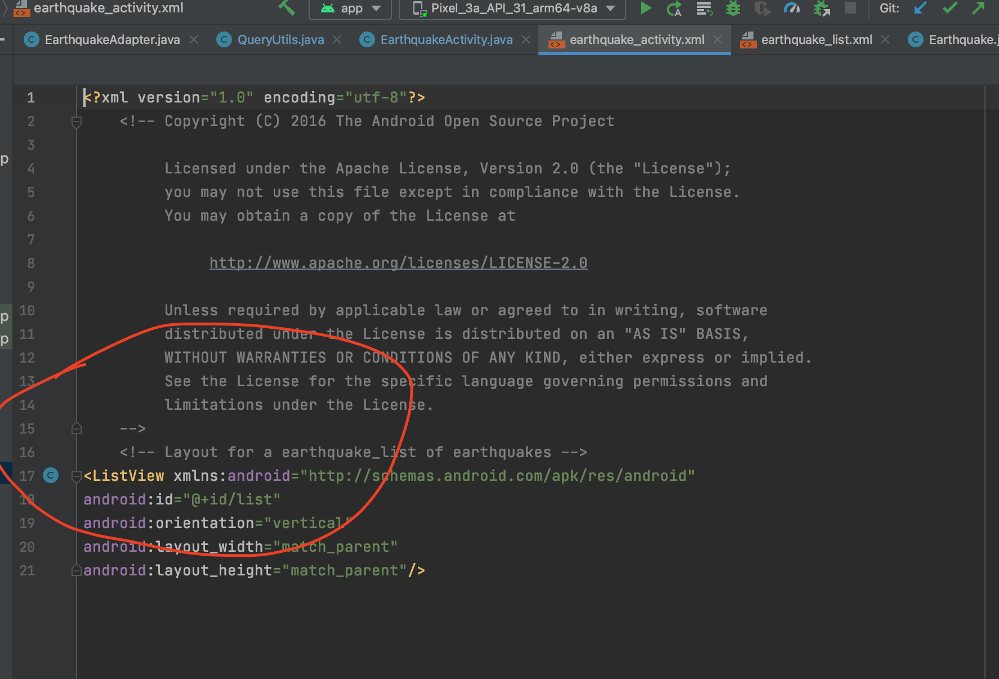 earthquake_activity.xml
app
Pixel_3a_API_31_arm64-v8a
Git:
EarthquakeAdapter.java
QueryUtils.java
EarthquakeActivity.java
earthquake_activity.xml
earthquake_list.xml
Earthquake.j
1 <?xml version="1.0" encoding="utf-8"?>
2 <!-- Copyright (C) 2016 The Android Open Source Project
3
p
4 Licensed under the Apache License, Version 2.0 (the "License");
5 you may not use this file except in compliance with the License.
6 You may obtain a copy of the License at
7
8 http://www.apache.org/licenses/LICENSE-2.0
9
p
10 Unless required by applicable law or agreed to in writing, software
p
11 distributed under the License is distributed on an "AS IS" BASIS,
12 WITHOUT WARRANTIES OR CONDITIONS OF ANY KIND, either express or implied.
13 See the License for the specific language governing permissions and
14 limitations under the License.
15 -->
16 <!-- Layout for a earthquake_list of earthquakes -->
17 C <ListView xmlns:android="http://schemas.android.com/apk/res/android"
18 android:id="@+id/list"
19 android:orientation="vertical"
20 android:layout_width="match_parent"
21 android:layout_height="match_parent"/>